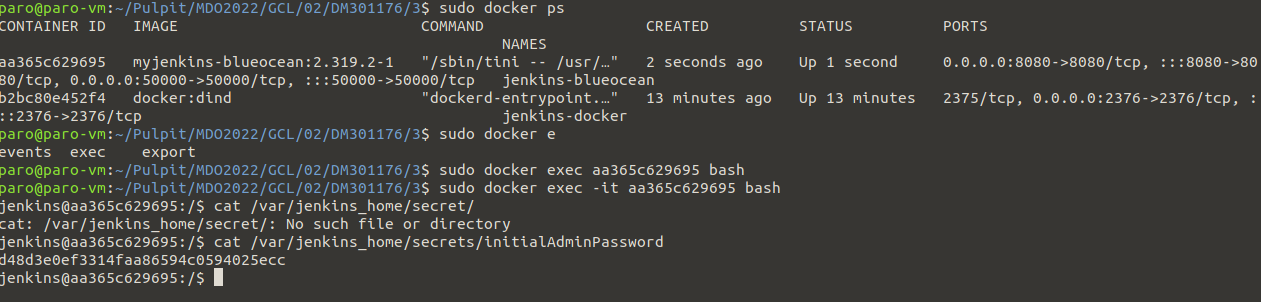 paro@paro-vm:~/Pulpit/MDO2022/GCL/02/DM301176/3$ sudo docker ps
CONTAINER ID   IMAGE                          COMMAND                  CREATED          STATUS          PORTS
NAMES
aa365c629695   myjenkins-blueocean:2.319.2-1   "/sbin/tini -- /usr/…"   2 seconds ago    Up 1 second     0.0.0.0:8080->8080/tcp, :::8080->80
80/tcp, 0.0.0.0:50000->50000/tcp, :::50000->50000/tcp   jenkins-blueocean
b2bc80e452f4   docker:dind                     "dockerd-entrypoint.…"   13 minutes ago   Up 13 minutes   2375/tcp, 0.0.0.0:2376->2376/tcp, :
::2376->2376/tcp                                        jenkins-docker
paro@paro-vm:~/Pulpit/MDO2022/GCL/02/DM301176/3$ sudo docker e
events  exec    export
paro@paro-vm:~/Pulpit/MDO2022/GCL/02/DM301176/3$ sudo docker exec aa365c629695 bash
paro@paro-vm:~/Pulpit/MDO2022/GCL/02/DM301176/3$ sudo docker exec -it aa365c629695 bash
jenkins@aa365c629695:/$ cat /var/jenkins_home/secret/
cat: /var/jenkins_home/secret/: No such file or directory
jenkins@aa365c629695:/$ cat /var/jenkins_home/secrets/initialAdminPassword
d48d3e0ef3314faa86594c0594025ecc
jenkins@aa365c629695:/$